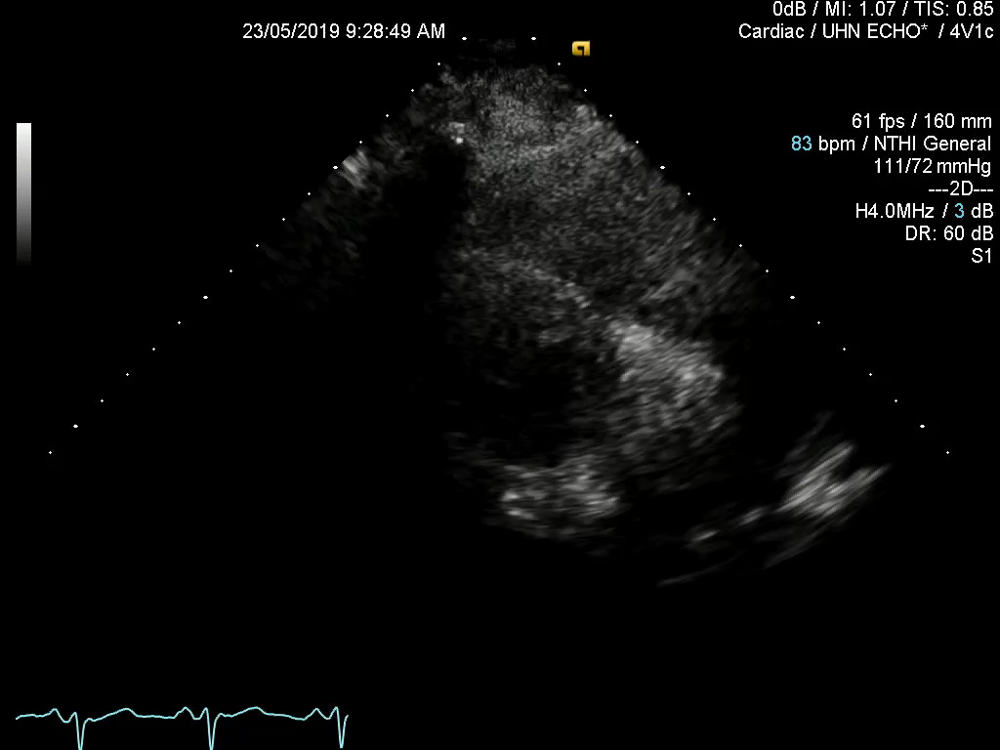 0dB / MI: 1.07 / TIS: 0.85
23/05/2019 9:28:49 AM
Cardiac / UHN ECHO* / 4V1c
61 fps / 160 mm
83 bpm / NTHI General
111/72 mmHg
---2D---
H4.0MHz / 3 dB
DR: 60 dB
S1